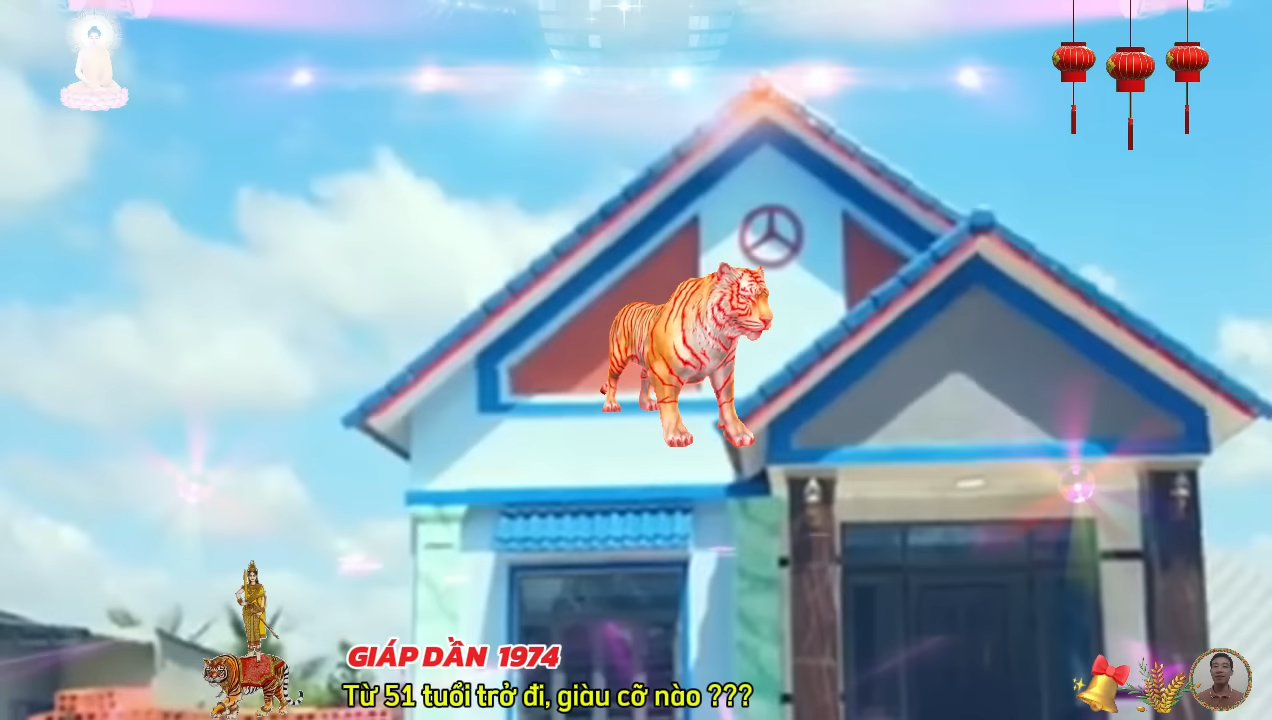 GIÁP DẦN 1974
Từ 51 tuổi trở đi, giàu cỡ nào ???